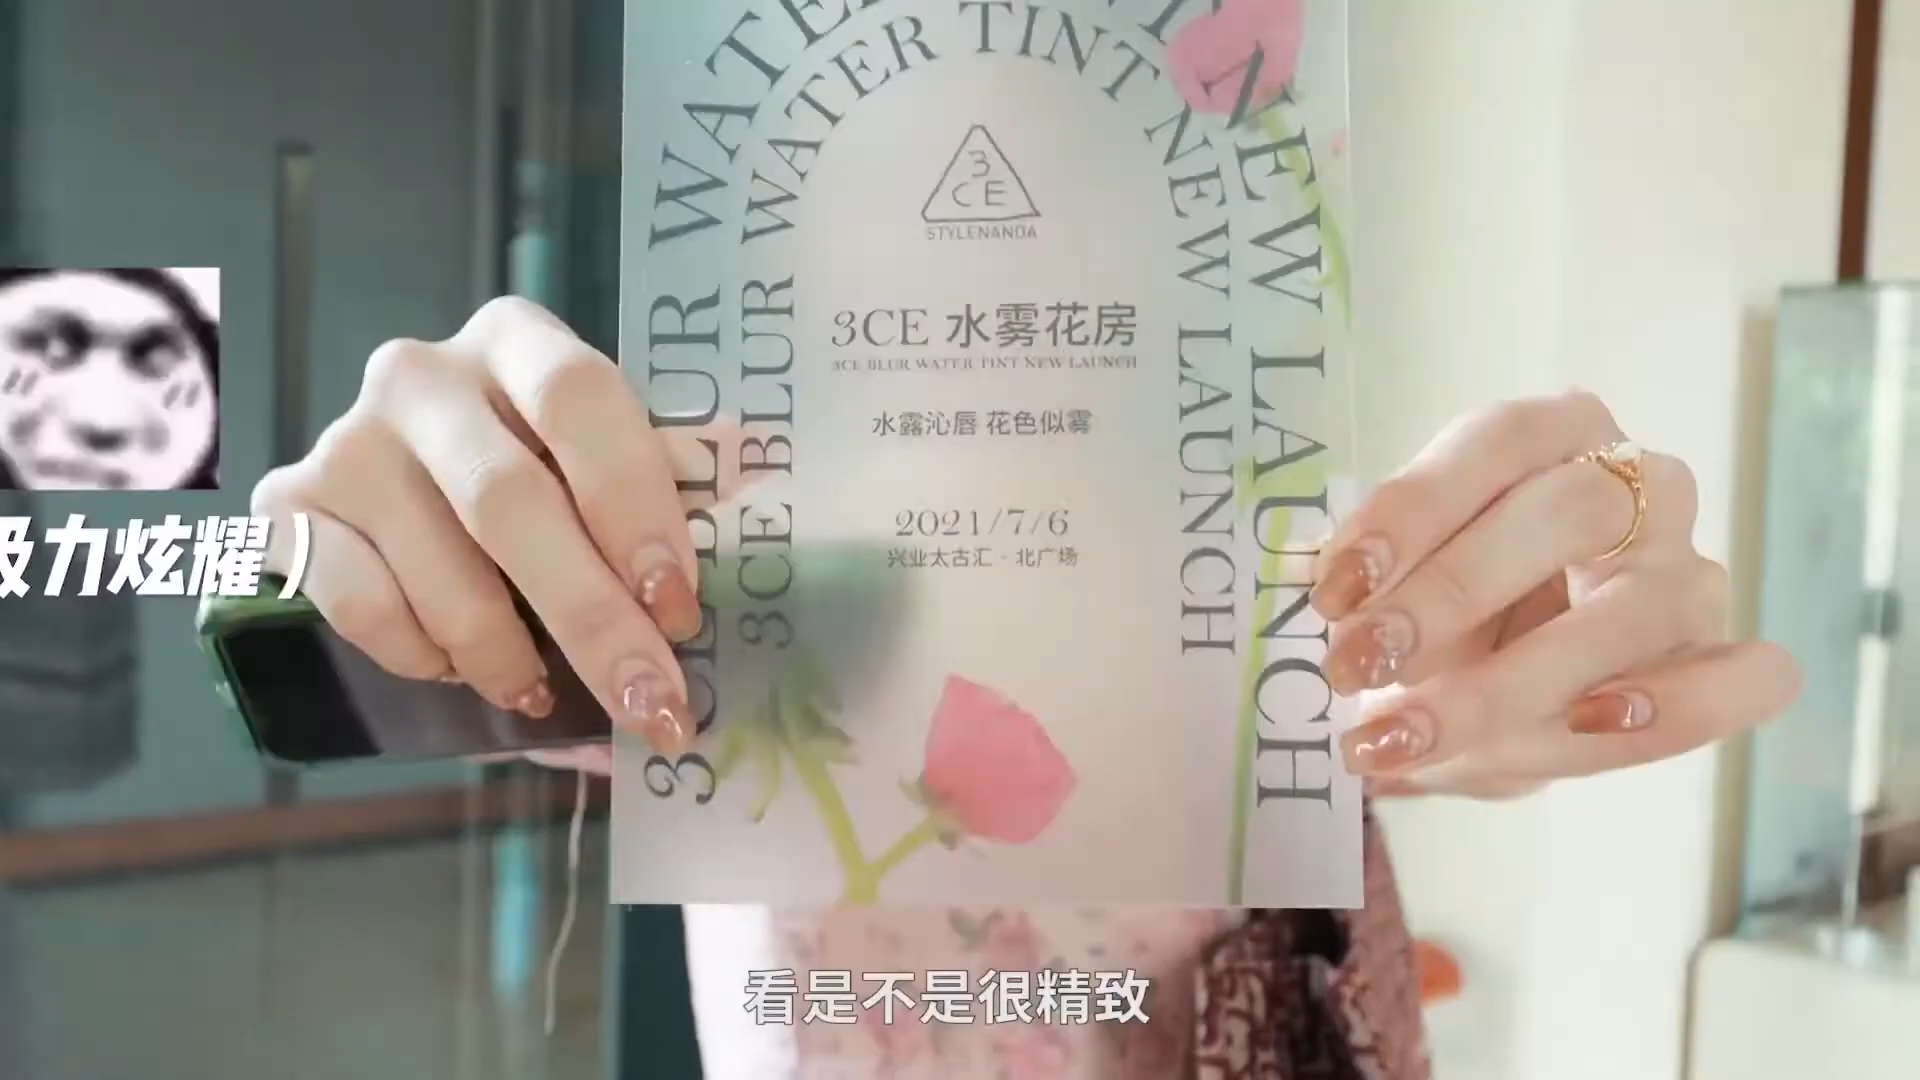 3CE BLUR WATER TINT NEW LAUNCH
3CE BLUR WATER TINT NEW LAUNCH
3
CE
STYLENANDA
3CE 水雾花房
3CE BLUR WATER TINT NEW LAUNCH
水露沁唇 花色似雾
2021/7/6
兴业太古汇 · 北广场
力炫耀）
看是不是很精致